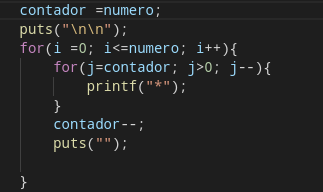 contador =numero;
puts("\n\n");
for(i =0; i<=numero; i++){
    for(j=contador; j>0; j--){
        printf("*");
    }
    contador--;
    puts("");
}